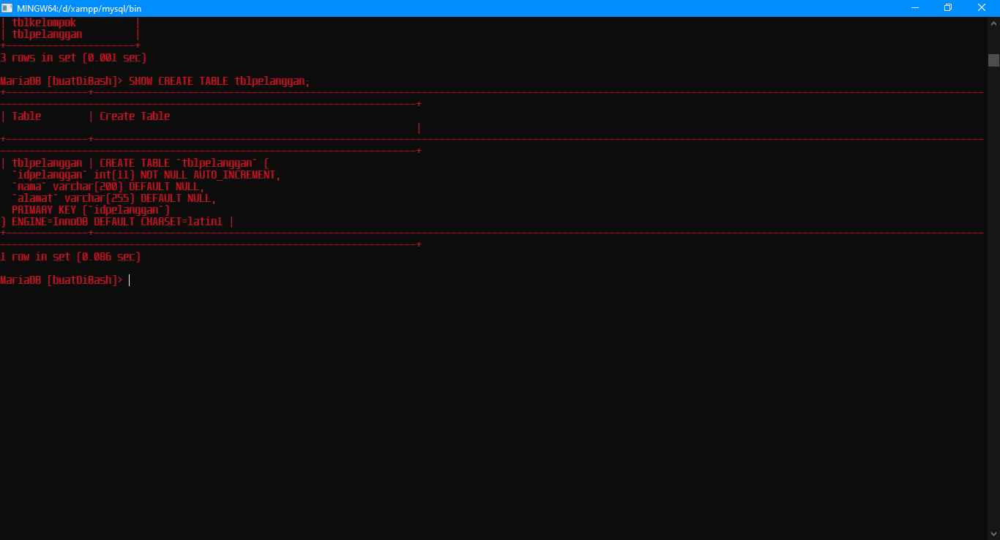 MINGW64:/d/xampp/mysql/bin
| tblkelompok          |
| tblpelanggan         |
+----------------------+
3 rows in set (0.001 sec)
MariaDB [buatDiBash]> SHOW CREATE TABLE tblpelanggan;
+--------------+--------------------------------------------------------------------------------------------------------------------------------------------------------
-----------------------------------------------------------------------+
| Table        | Create Table
                                                                       |
+--------------+--------------------------------------------------------------------------------------------------------------------------------------------------------
-----------------------------------------------------------------------+
| tblpelanggan | CREATE TABLE `tblpelanggan` (
  `idpelanggan` int(11) NOT NULL AUTO_INCREMENT,
  `nama` varchar(200) DEFAULT NULL,
  `alamat` varchar(255) DEFAULT NULL,
  PRIMARY KEY (`idpelanggan`)
) ENGINE=InnoDB DEFAULT CHARSET=latin1 |
+--------------+--------------------------------------------------------------------------------------------------------------------------------------------------------
-----------------------------------------------------------------------+
1 row in set (0.086 sec)
MariaDB [buatDiBash]>